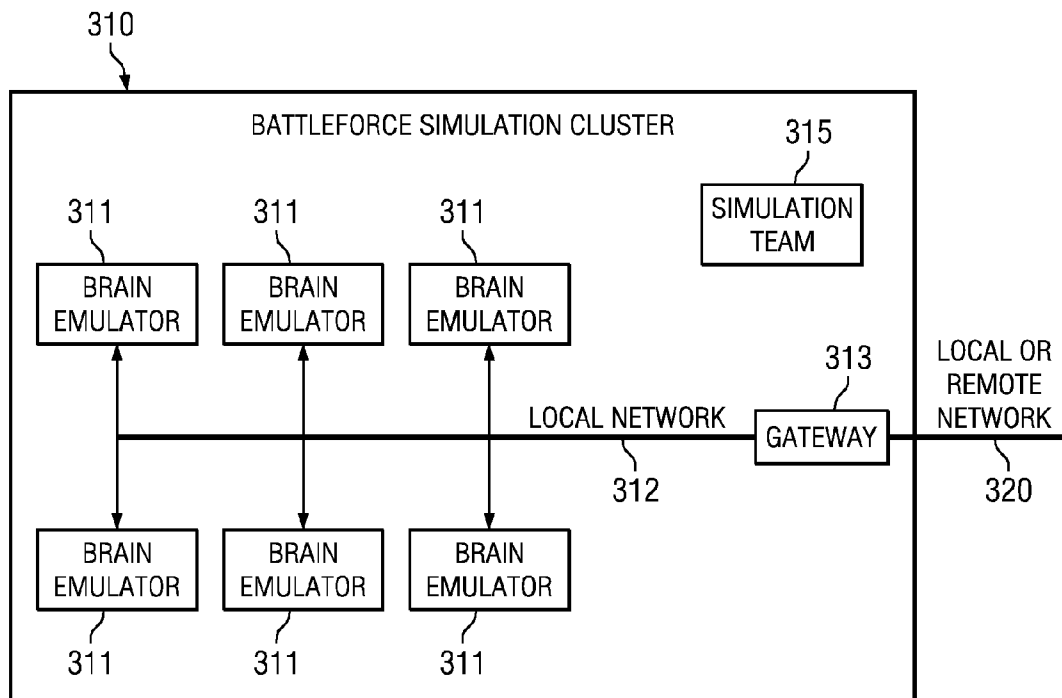 310
BATTLEFORCE SIMULATION CLUSTER
315
SIMULATION
TEAM
311
311
311
BRAIN
EMULATOR
BRAIN
EMULATOR
BRAIN
EMULATOR
313
LOCAL OR
REMOTE
NETWORK
LOCAL NETWORK
GATEWAY
312
320
BRAIN
EMULATOR
BRAIN
EMULATOR
BRAIN
EMULATOR
311
311
311